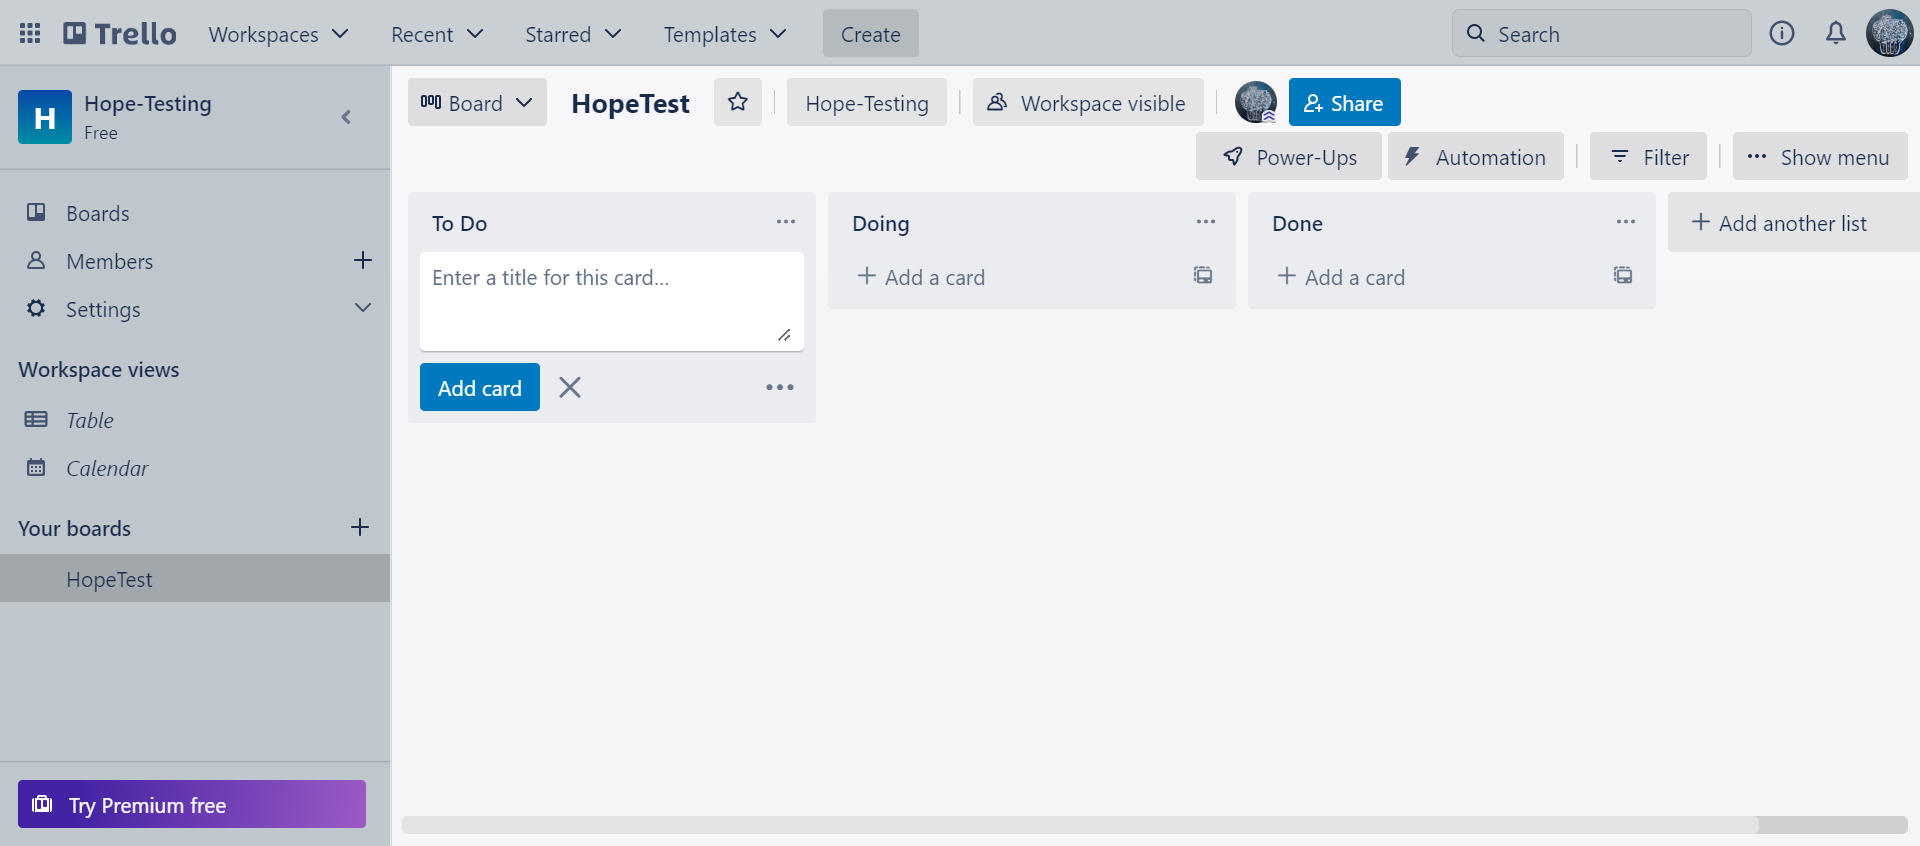 Trello
Workspaces
Recent
Starred
Templates
Create
Search
H
Hope-Testing
Free
Boards
Members
Settings
Workspace views
Table
Calendar
Your boards
HopeTest
Try Premium free
Board
HopeTest
Hope-Testing
Workspace visible
Share
Power-Ups
Automation
Filter
Show menu
To Do
Enter a title for this card...
Add card
Doing
Add a card
Done
Add a card
Add another list